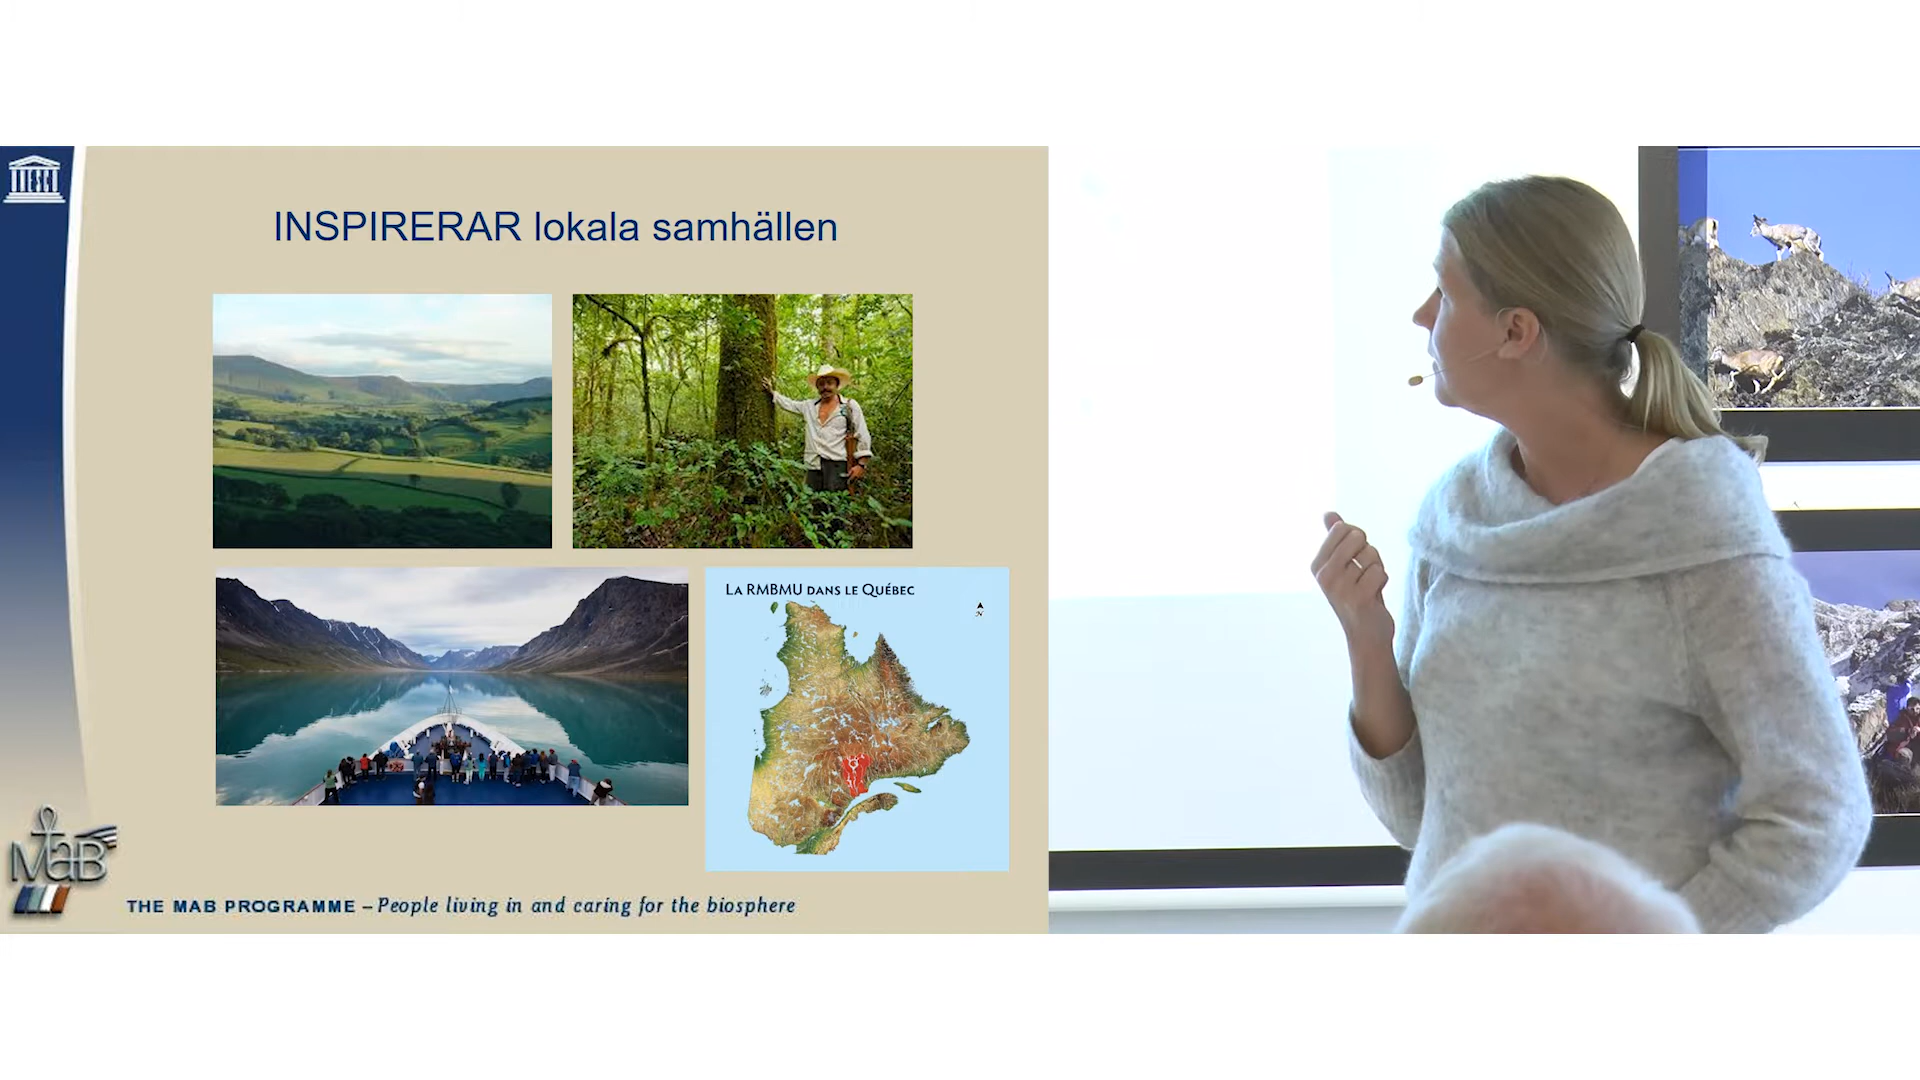 UNESCO
INSPIRERAR lokala samhällen
LA RMBMU DANS LE QUÉBEC
N
MaB
THE MAB PROGRAMME – People living in and caring for the biosphere